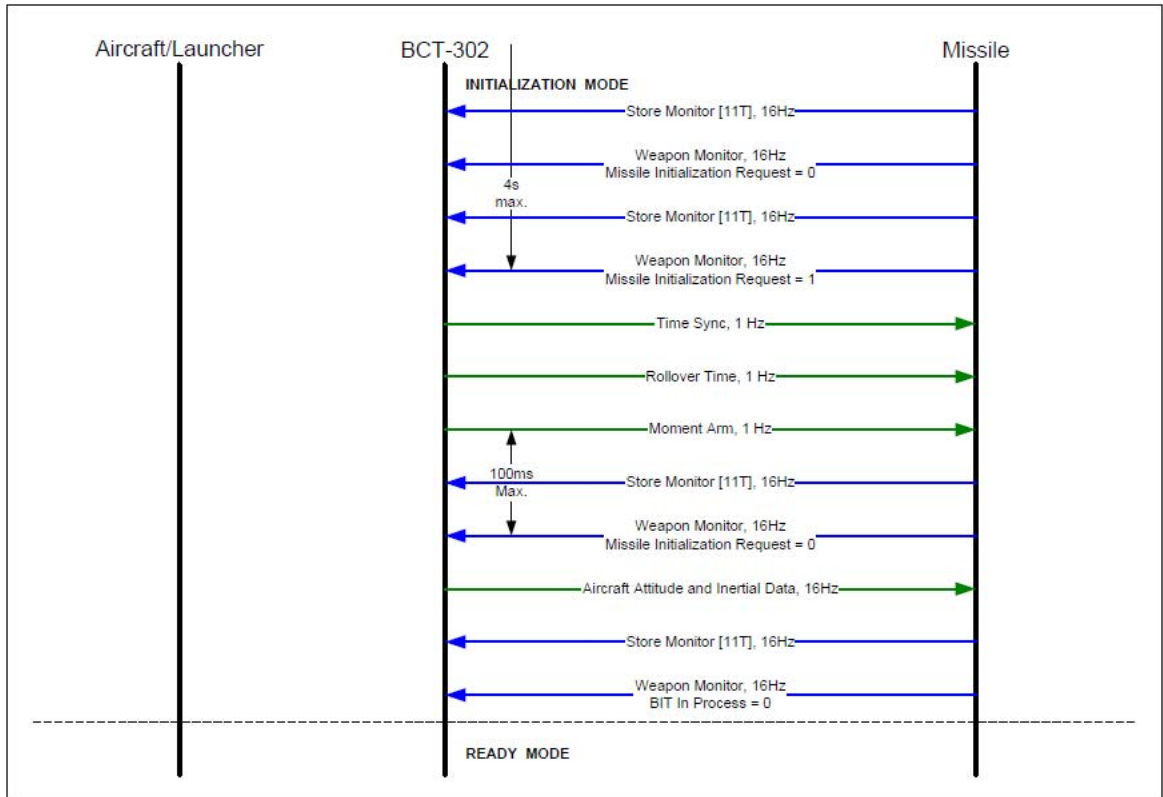 Aircraft/Launcher
BCT-302
Missile
INITIALIZATION MODE
Store Monitor [11T], 16Hz
Weapon Monitor, 16Hz
Missile Initialization Request = 0
4s
max.
Store Monitor [11T], 16Hz
Weapon Monitor, 16Hz
Missile Initialization Request = 1
Time Sync, 1 Hz
Rollover Time, 1 Hz
Moment Arm, 1 Hz
100ms
Max.
Store Monitor [11T], 16Hz
Weapon Monitor, 16Hz
Missile Initialization Request = 0
Aircraft Attitude and Inertial Data, 16Hz
Store Monitor [11T], 16Hz
Weapon Monitor, 16Hz
BIT In Process = 0
READY MODE